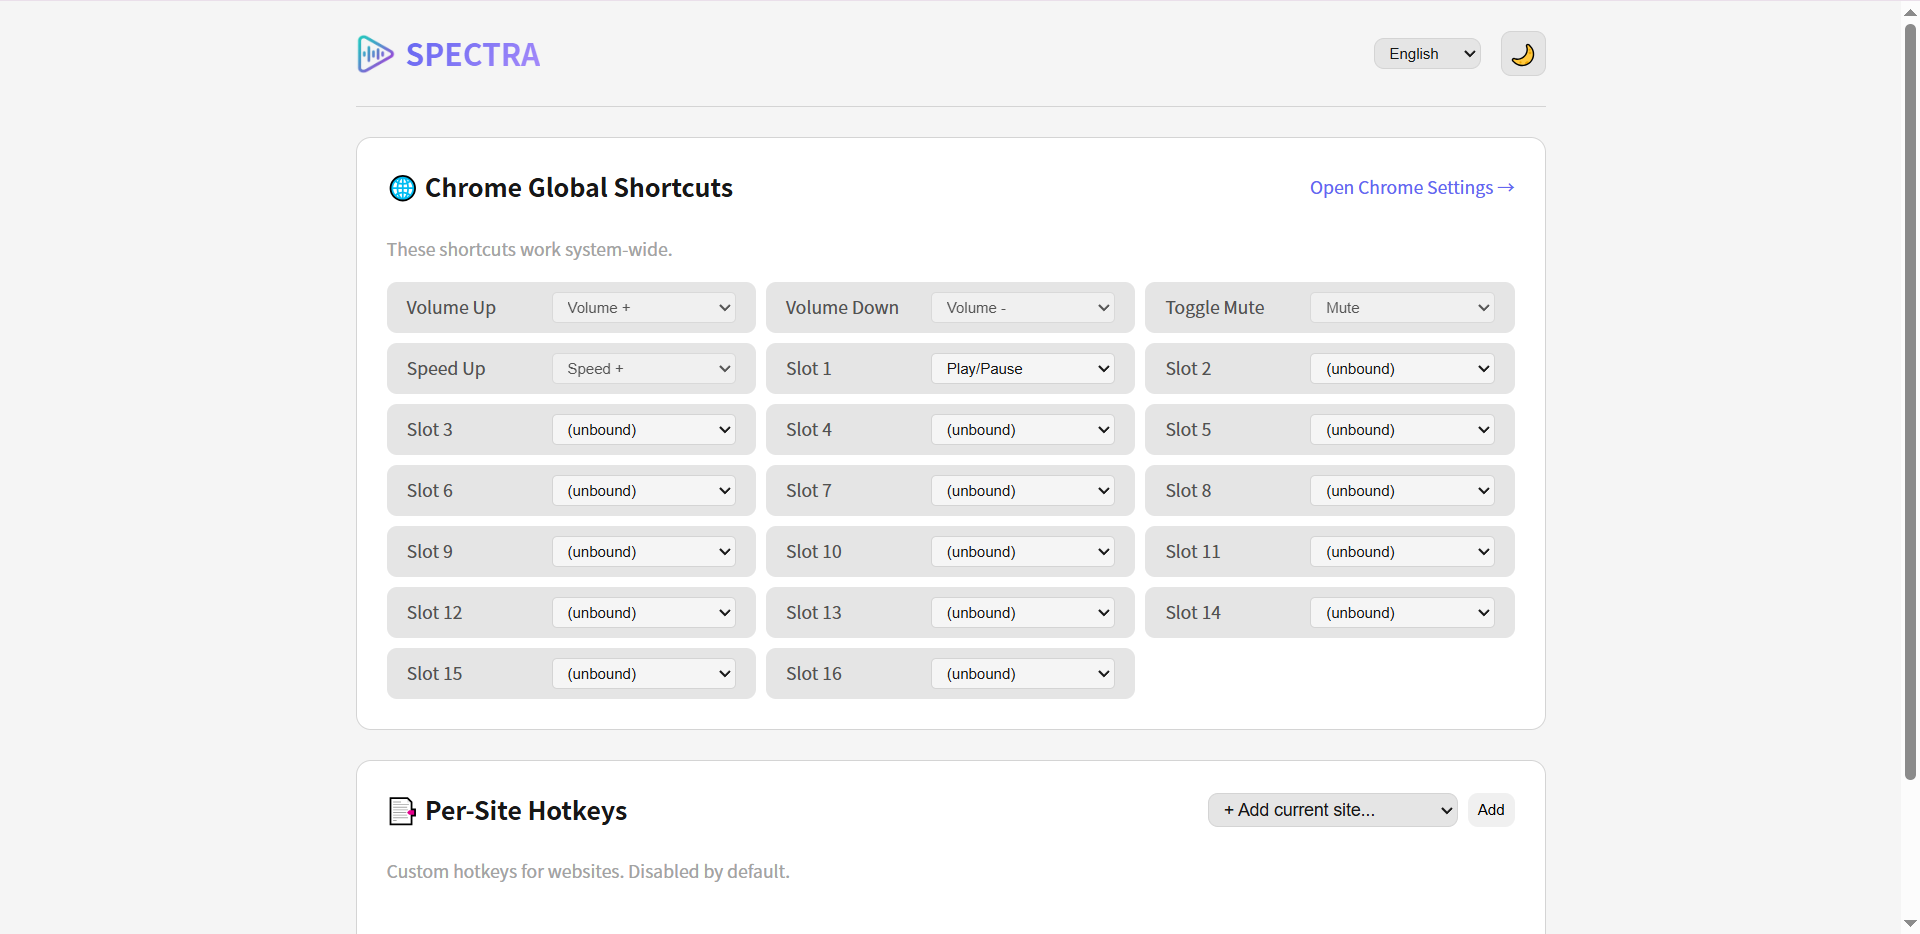 SPECTRA
English
Chrome Global Shortcuts
Open Chrome Settings →
These shortcuts work system-wide.
Volume Up Volume + Volume Down Volume - Toggle Mute Mute
Speed Up Speed + Slot 1 Play/Pause Slot 2 (unbound)
Slot 3 (unbound) Slot 4 (unbound) Slot 5 (unbound)
Slot 6 (unbound) Slot 7 (unbound) Slot 8 (unbound)
Slot 9 (unbound) Slot 10 (unbound) Slot 11 (unbound)
Slot 12 (unbound) Slot 13 (unbound) Slot 14 (unbound)
Slot 15 (unbound) Slot 16 (unbound)
Per-Site Hotkeys
+ Add current site... Add
Custom hotkeys for websites. Disabled by default.